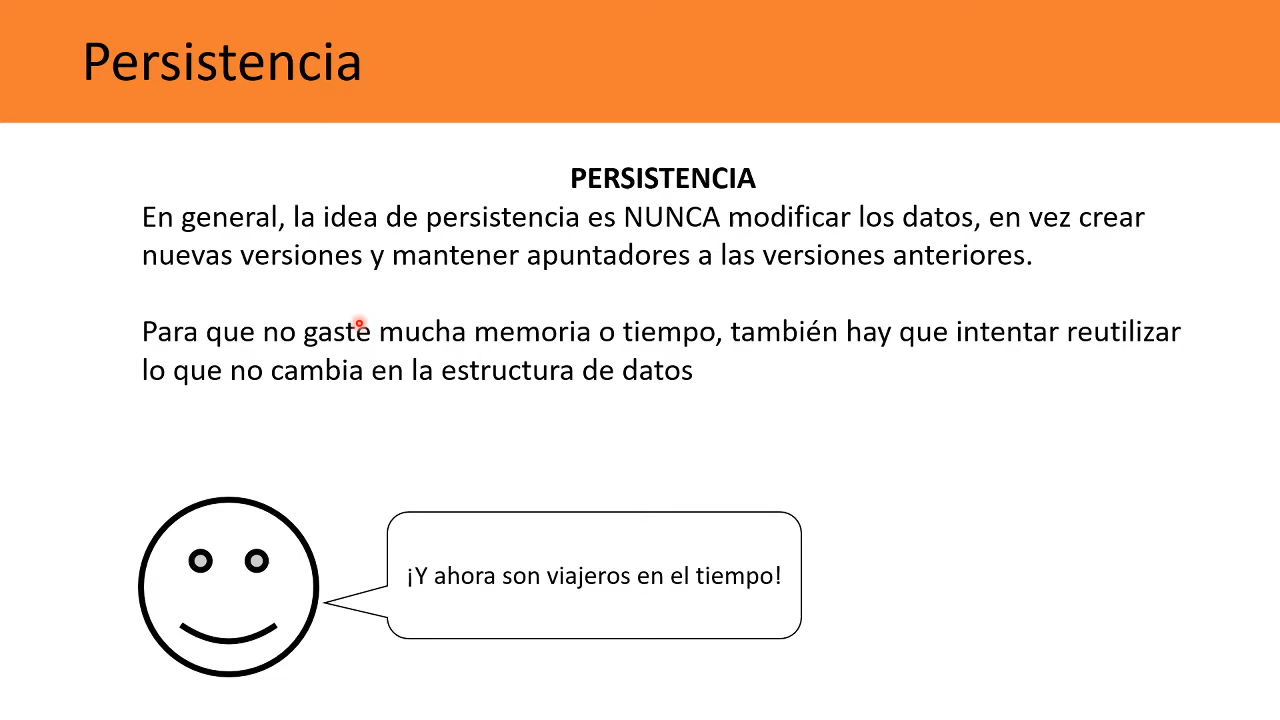 Persistencia
PERSISTENCIA
En general, la idea de persistencia es NUNCA modificar los datos, en vez crear
nuevas versiones y mantener apuntadores a las versiones anteriores.
Para que no gaste mucha memoria o tiempo, también hay que intentar reutilizar
lo que no cambia en la estructura de datos
¡Y ahora son viajeros en el tiempo!